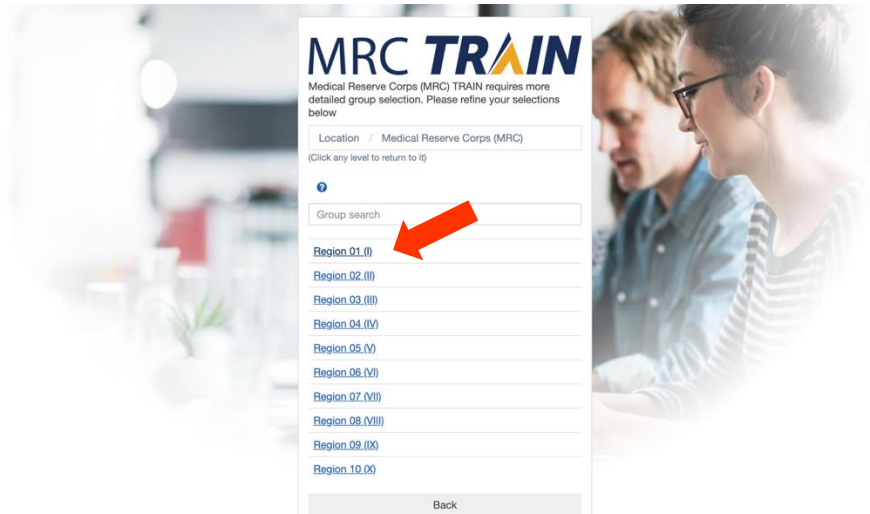 MRC TRAIN
Medical Reserve Corps (MRC) TRAIN requires more
detailed group selection. Please refine your selections
below
Location / Medical Reserve Corps (MRC)
(Click any level to return to it)
?
Group search
Region 01 (I)
Region 02 (II)
Region 03 (III)
Region 04 (IV)
Region 05 (V)
Region 06 (VI)
Region 07 (VII)
Region 08 (VIII)
Region 09 (IX)
Region 10 (X)
Back